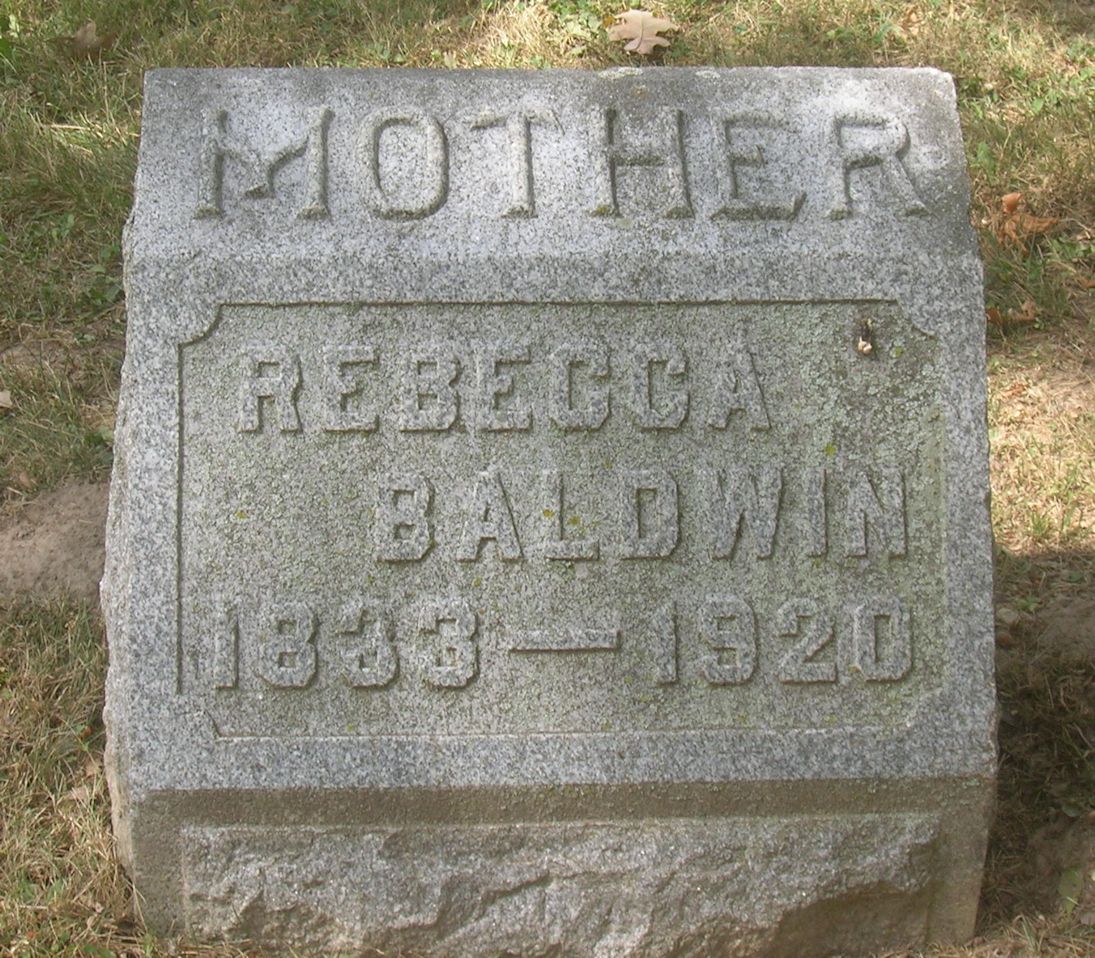 MOTHER
REBECCA
BALDWIN
1833—1920